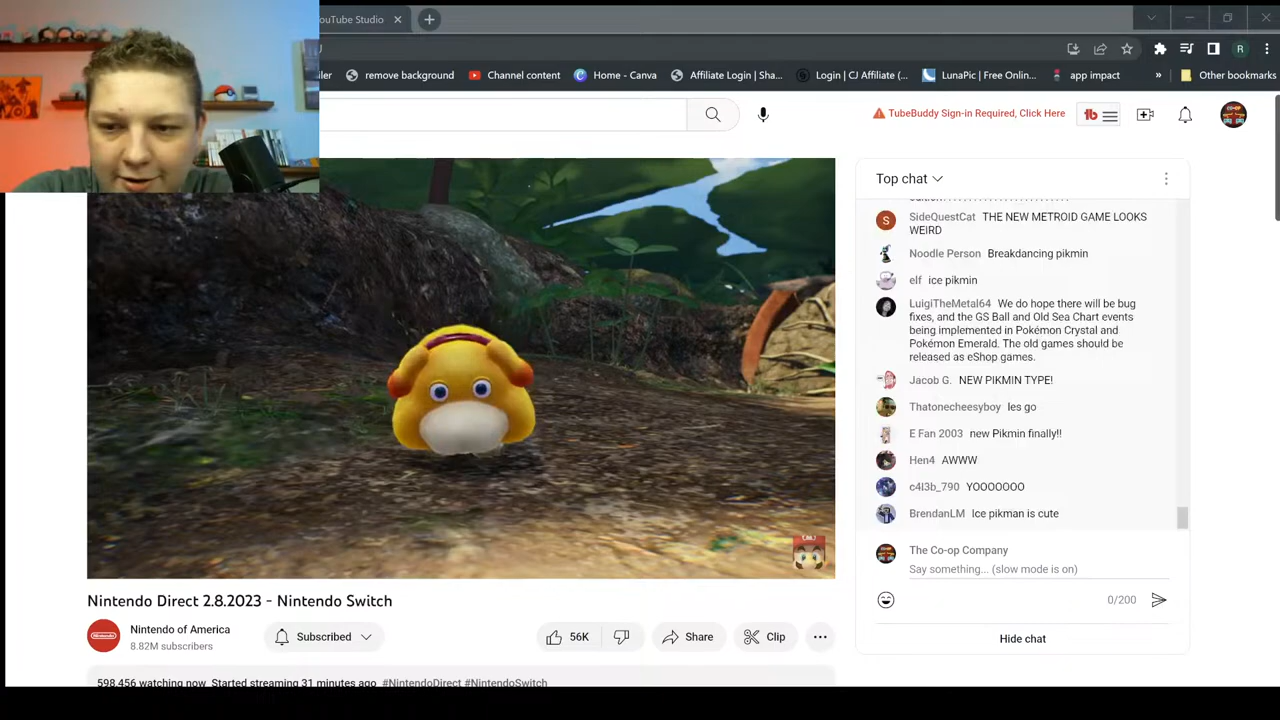 ouTube Studio
R
ller
remove background
Channel content
Home - Canva
Affiliate Login | Sha...
Login | CJ Affiliate (...
LunaPic | Free Onlin...
app impact
»
Other bookmarks
TubeBuddy Sign-in Required, Click Here
tb
Top chat
SideQuestCat THE NEW METROID GAME LOOKS
WEIRD
Noodle Person Breakdancing pikmin
elf ice pikmin
LuigiTheMetal64 We do hope there will be bug
fixes, and the GS Ball and Old Sea Chart events
being implemented in Pokémon Crystal and
Pokémon Emerald. The old games should be
released as eShop games.
Jacob G. NEW PIKMIN TYPE!
Thatonecheesyboy les go
E Fan 2003 new Pikmin finally!!
Hen4 AWWW
c4l3b_790 YOOOOOOO
BrendanLM Ice pikman is cute
The Co-op Company
Say something... (slow mode is on)
0/200
Hide chat
Nintendo Direct 2.8.2023 - Nintendo Switch
Nintendo of America
8.82M subscribers
Subscribed
56K
Share
Clip
598,456 watching now Started streaming 31 minutes ago #NintendoDirect #NintendoSwitch